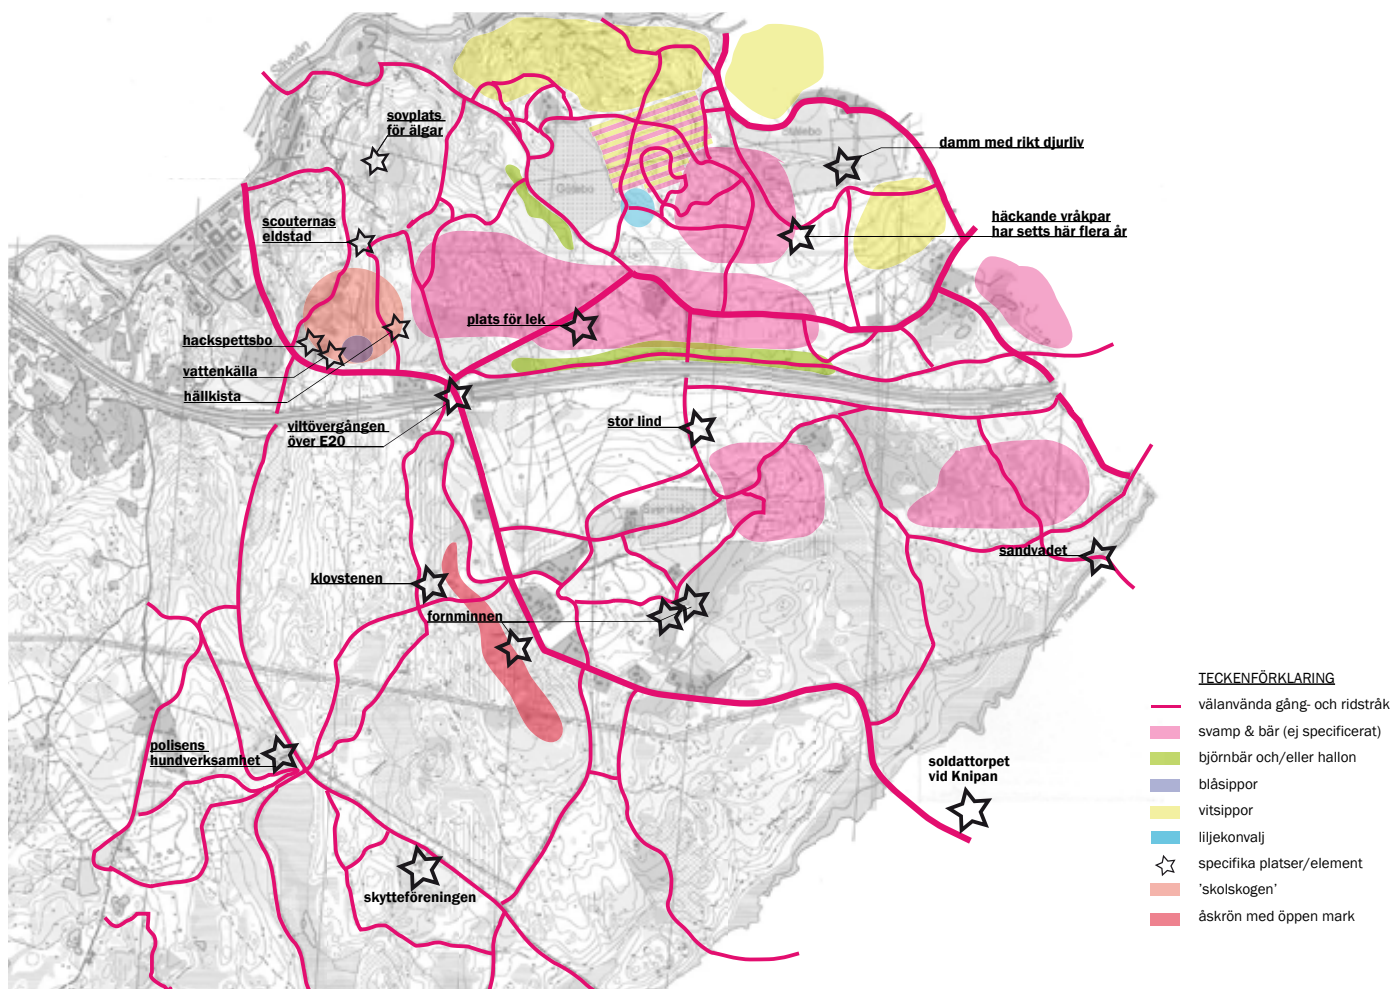 sovplats
för älgar
damm med rikt djurliv
häckande vråkpar
har setts här flera år
scouternas
eldstad
Gölebo
plats för lek
hackspettsbo
vattenkälla
hällkista
viltövergången
över E20
stor lind
klovstenen
fornminnen
sandvadet
polisens
hundverksamhet
soldattorpet
vid Knipan
skytteföreningen
TECKENFÖRKLARING
välanvända gång- och ridstråk
svamp & bär (ej specificerat)
björnbär och/eller hallon
blåsippor
vitsippor
liljekonvalj
specifika platser/element
'skolskogen'
åskrön med öppen mark